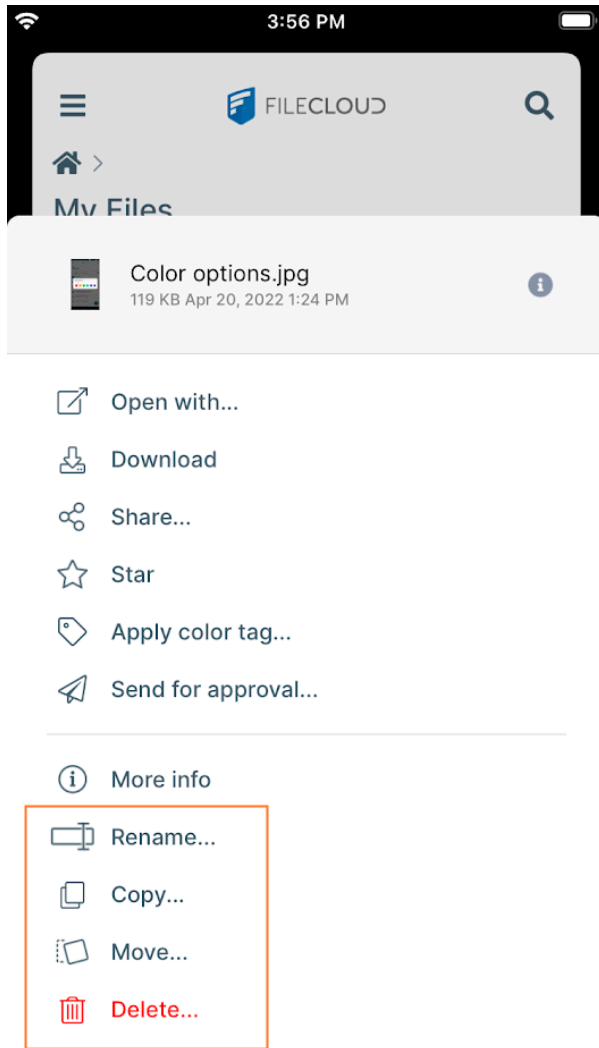 3:56 PM
FILECLOUD
My Files
Color options.jpg
119 KB Apr 20, 2022 1:24 PM
Open with...
Download
Share...
Star
Apply color tag...
Send for approval...
More info
Rename...
Copy...
Move...
Delete...